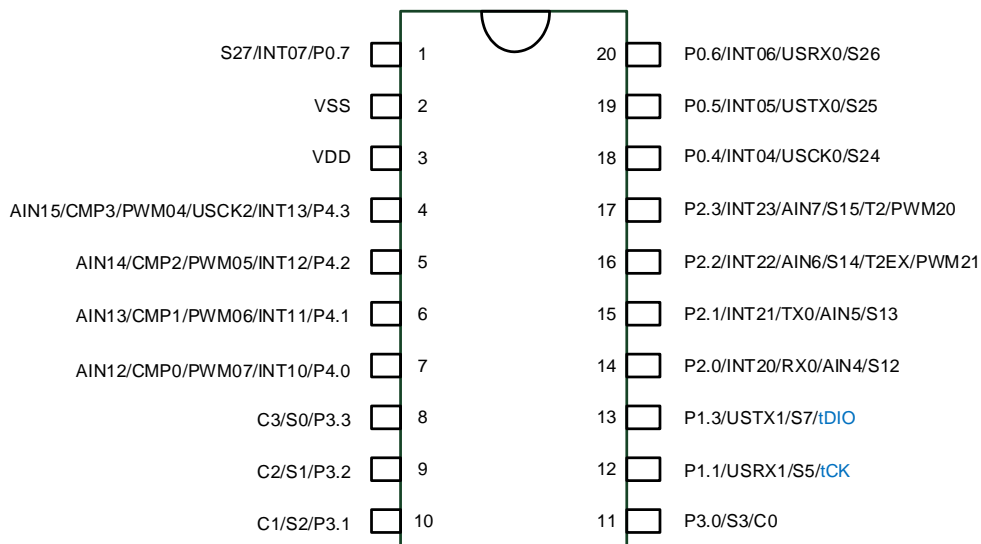 S27/INT07/P0.7 1 20 P0.6/INT06/USRX0/S26
VSS 2 19 P0.5/INT05/USTX0/S25
VDD 3 18 P0.4/INT04/USCK0/S24
AIN15/CMP3/PWM04/USCK2/INT13/P4.3 4 17 P2.3/INT23/AIN7/S15/T2/PWM20
AIN14/CMP2/PWM05/INT12/P4.2 5 16 P2.2/INT22/AIN6/S14/T2EX/PWM21
AIN13/CMP1/PWM06/INT11/P4.1 6 15 P2.1/INT21/TX0/AIN5/S13
AIN12/CMP0/PWM07/INT10/P4.0 7 14 P2.0/INT20/RX0/AIN4/S12
C3/S0/P3.3 8 13 P1.3/USTX1/S7/tDIO
C2/S1/P3.2 9 12 P1.1/USRX1/S5/tCK
C1/S2/P3.1 10 11 P3.0/S3/C0